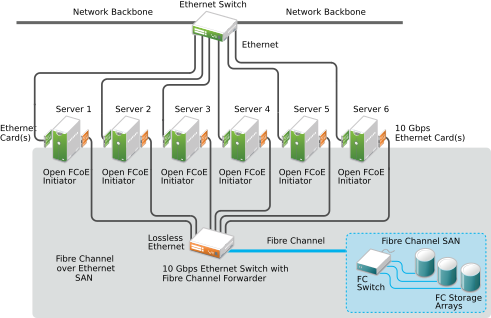 Ethernet Switch
Network Backbone
Network Backbone
Ethernet
Server 1
Server 2
Server 3
Server 4
Server 5
Server 6
Ethernet
Card(s)
10 Gbps
Ethernet Card(s)
Open FCoE
Initiator
Open FCoE
Initiator
Open FCoE
Initiator
Open FCoE
Initiator
Open FCoE
Initiator
Open FCoE
Initiator
Lossless
Ethernet
Fibre Channel
Fibre Channel SAN
Fibre Channel
over Ethernet
SAN
10 Gbps Ethernet Switch with
Fibre Channel Forwarder
FC
Switch
FC Storage
Arrays